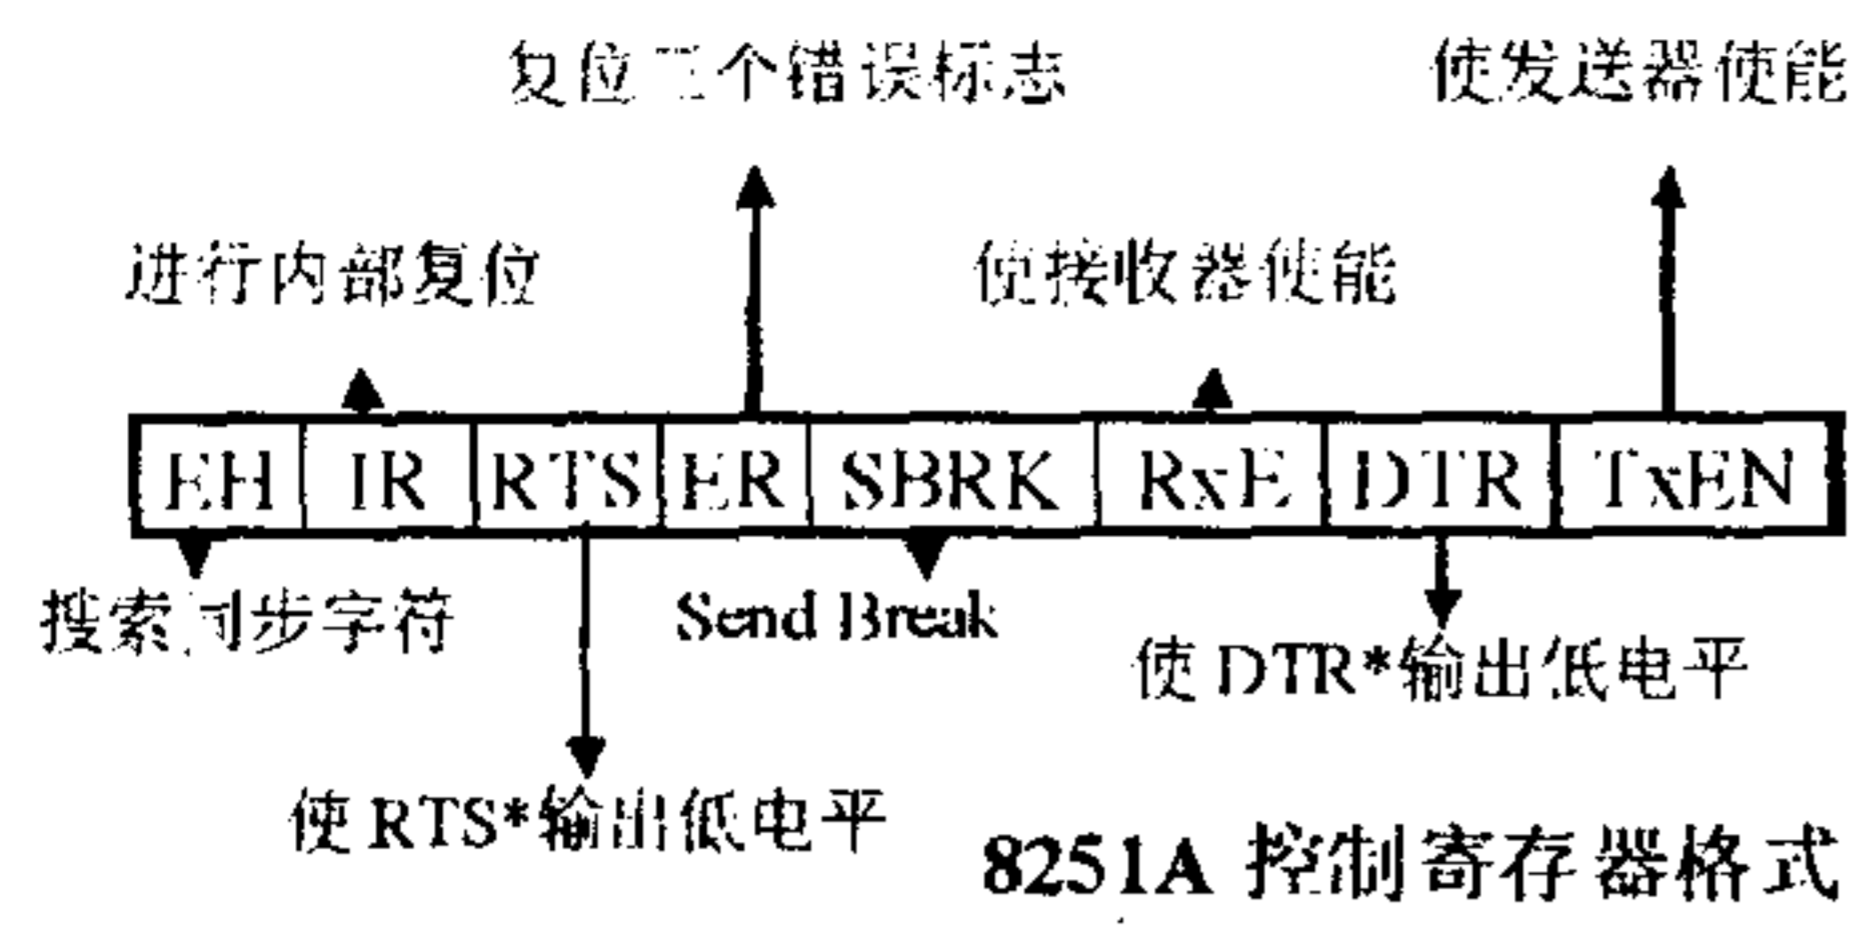 复位三个错误标志
使发送器使能
进行内部复位
使接收器使能
EH IR RTS ER SBRK RxE DTR TxEN
搜索同步字符
Send Break
使DTR*输出低电平
使RTS*输出低电平
8251A 控制寄存器格式